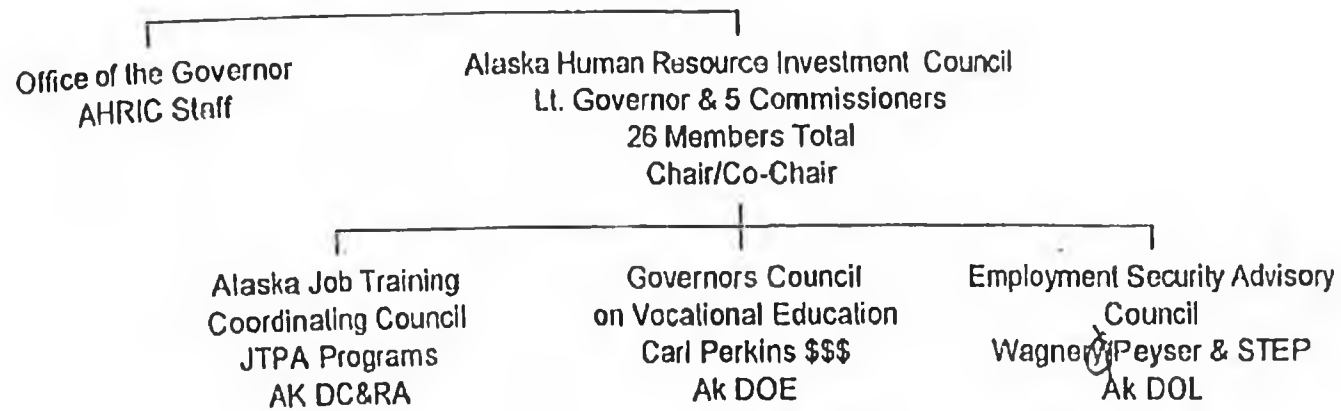 Office of the Governor
AHRIC Staff
Alaska Human Resource Investment Council
Lt. Governor & 5 Commissioners
26 Members Total
Chair/Co-Chair
Alaska Job Training
Coordinating Council
JTPA Programs
AK DC&RA
Governors Council
on Vocational Education
Carl Perkins $$$
Ak DOE
Employment Security Advisory
Council
Wagner/Peyser & STEP
Ak DOL